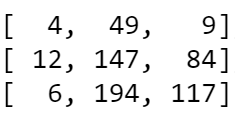 [  4,  49,   9]
[ 12, 147,  84]
[  6, 194, 117]